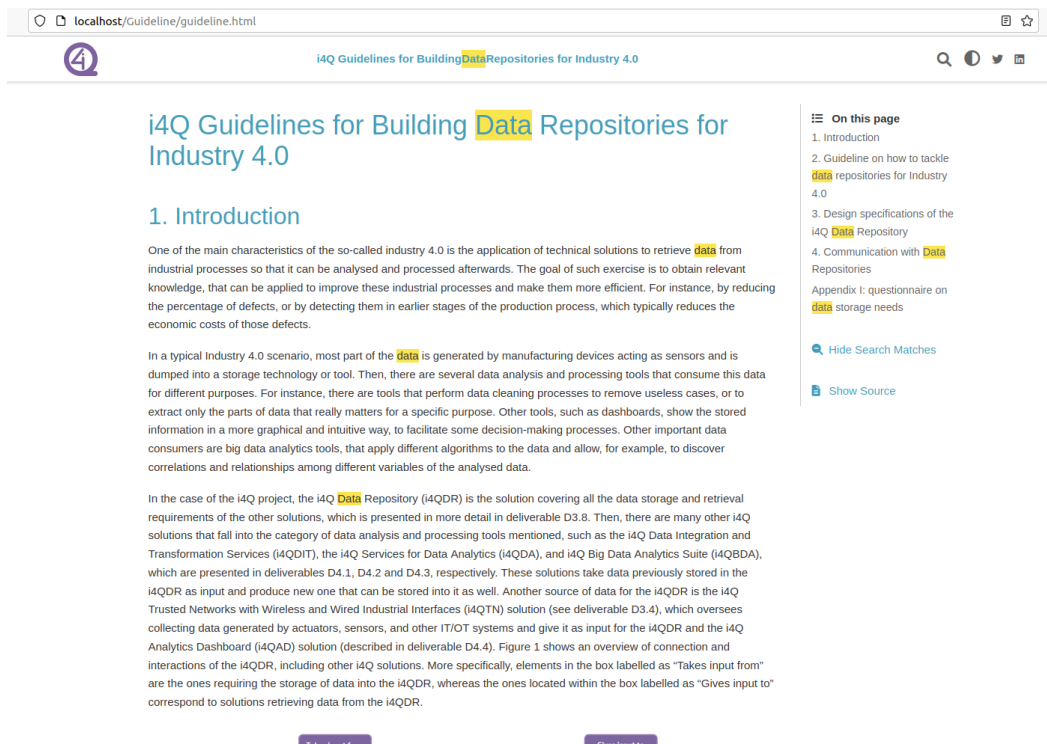 localhost/Guideline/guideline.html
i4Q Guidelines for Building Data Repositories for Industry 4.0
i4Q Guidelines for Building Data Repositories for
Industry 4.0
1. Introduction
One of the main characteristics of the so-called industry 4.0 is the application of technical solutions to retrieve data from
industrial processes so that it can be analysed and processed afterwards. The goal of such exercise is to obtain relevant
knowledge, that can be applied to improve these industrial processes and make them more efficient. For instance, by reducing
the percentage of defects, or by detecting them in earlier stages of the production process, which typically reduces the
economic costs of those defects.
In a typical Industry 4.0 scenario, most part of the data is generated by manufacturing devices acting as sensors and is
dumped into a storage technology or tool. Then, there are several data analysis and processing tools that consume this data
for different purposes. For instance, there are tools that perform data cleaning processes to remove useless cases, or to
extract only the parts of data that really matters for a specific purpose. Other tools, such as dashboards, show the stored
information in a more graphical and intuitive way, to facilitate some decision-making processes. Other important data
consumers are big data analytics tools, that apply different algorithms to the data and allow, for example, to discover
correlations and relationships among different variables of the analysed data.
In the case of the i4Q project, the i4Q Data Repository (i4QDR) is the solution covering all the data storage and retrieval
requirements of the other solutions, which is presented in more detail in deliverable D3.8. Then, there are many other i4Q
solutions that fall into the category of data analysis and processing tools mentioned, such as the i4Q Data Integration and
Transformation Services (i4QDIT), the i4Q Services for Data Analytics (i4QDA), and i4Q Big Data Analytics Suite (i4QBDA),
which are presented in deliverables D4.1, D4.2 and D4.3, respectively. These solutions take data previously stored in the
i4QDR as input and produce new one that can be stored into it as well. Another source of data for the i4QDR is the i4Q
Trusted Networks with Wireless and Wired Industrial Interfaces (i4QTN) solution (see deliverable D3.4), which oversees
collecting data generated by actuators, sensors, and other IT/OT systems and give it as input for the i4QDR and the i4Q
Analytics Dashboard (i4QAD) solution (described in deliverable D4.4). Figure 1 shows an overview of connection and
interactions of the i4QDR, including other i4Q solutions. More specifically, elements in the box labelled as “Takes input from”
are the ones requiring the storage of data into the i4QDR, whereas the ones located within the box labelled as “Gives input to”
correspond to solutions retrieving data from the i4QDR.
On this page
1. Introduction
2. Guideline on how to tackle
data repositories for Industry
4.0
3. Design specifications of the
i4Q Data Repository
4. Communication with Data
Repositories
Appendix I: questionnaire on
data storage needs
Hide Search Matches
Show Source